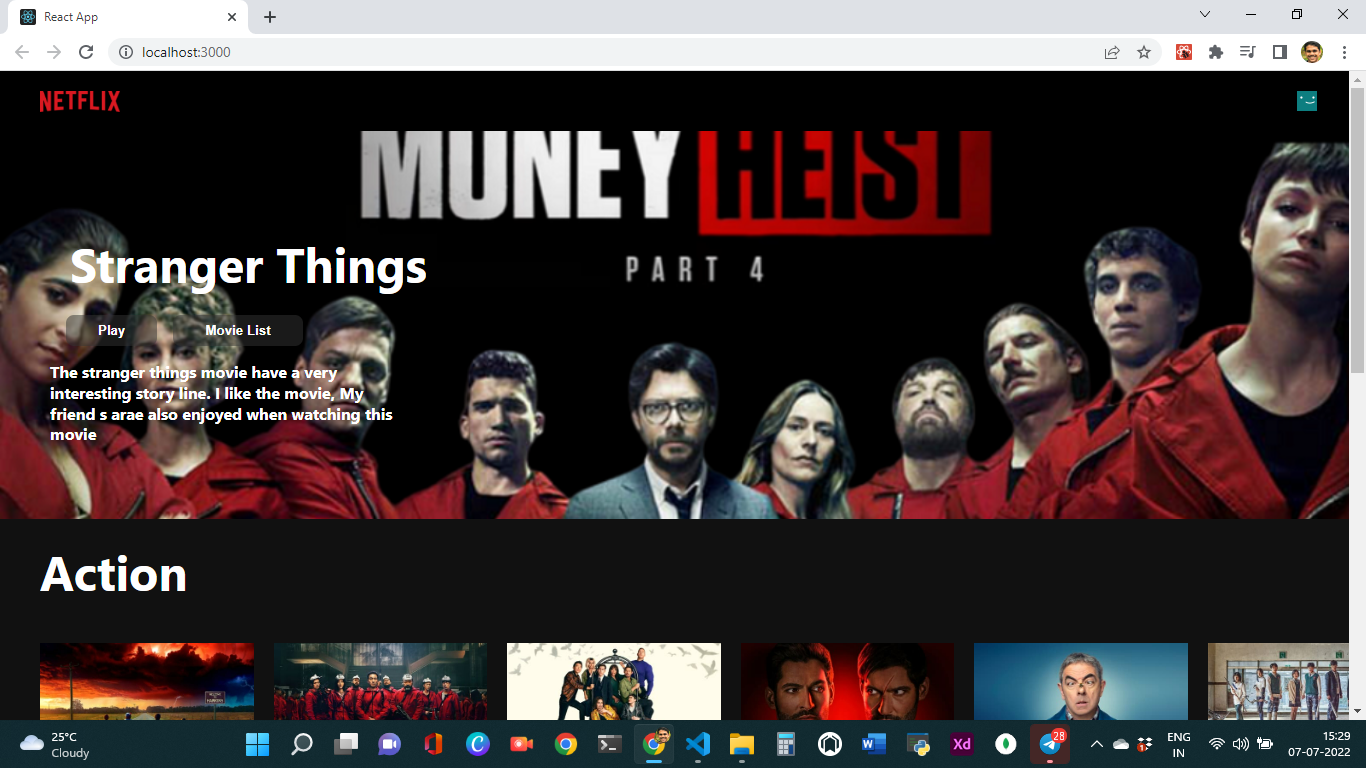 React App
localhost:3000
NETFLIX
MONEY HEIST
PART 4
Stranger Things
Play
Movie List
The stranger things movie have a very
interesting story line. I like the movie, My
friend s arae also enjoyed when watching this
movie
Action
25°C
Cloudy
W
Xd
28
1
ENG
IN
15:29
07-07-2022